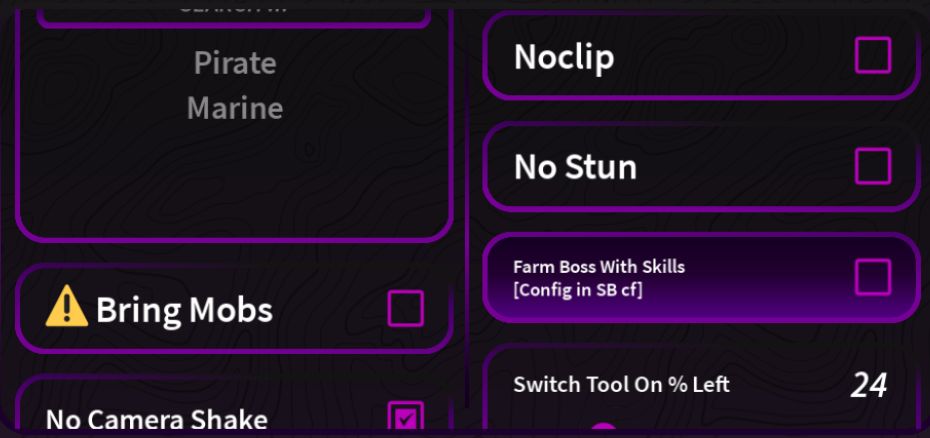 Pirate
Marine
⚠️ Bring Mobs
No Camera Shake
Noclip
No Stun
Farm Boss With Skills
[Config in SB cf]
Switch Tool On % Left
24